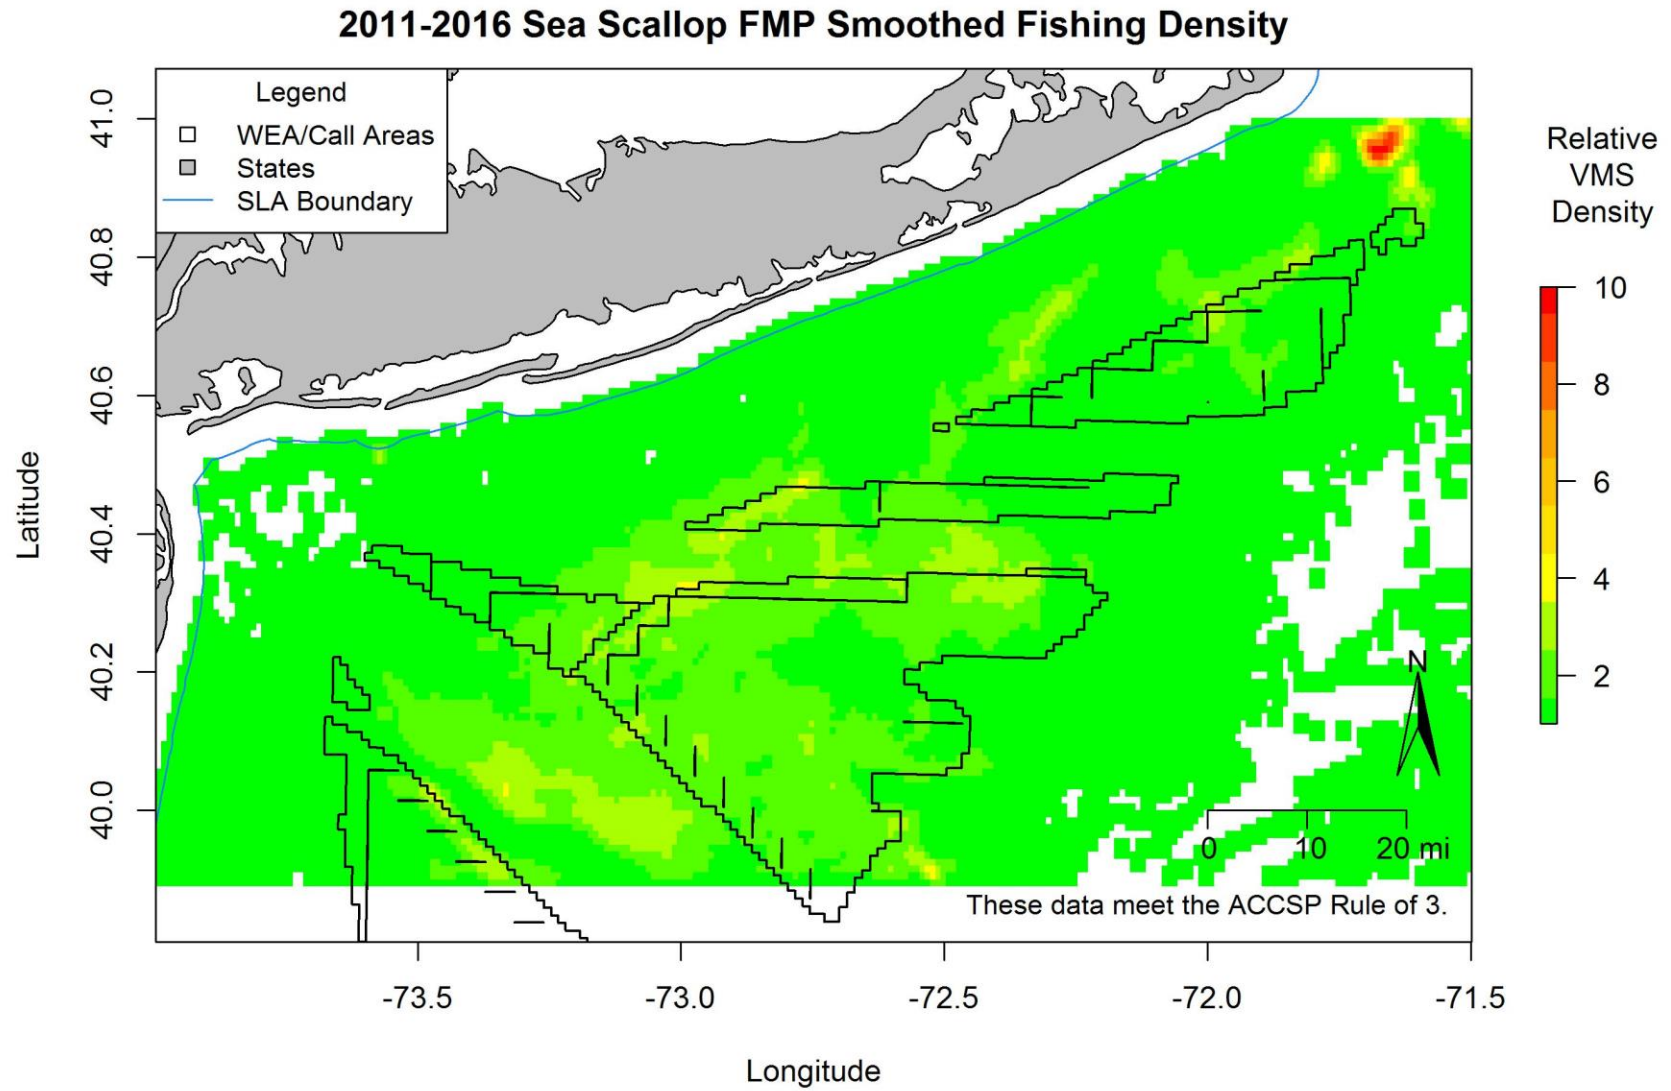 2011-2016 Sea Scallop FMP Smoothed Fishing Density
Legend
WEA/Call Areas
States
SLA Boundary
Relative
VMS
Density
10
8
6
4
2
Latitude
41.0
40.8
40.6
40.4
40.2
40.0
N
0 10 20 mi
These data meet the ACCSP Rule of 3.
-73.5 -73.0 -72.5 -72.0 -71.5
Longitude